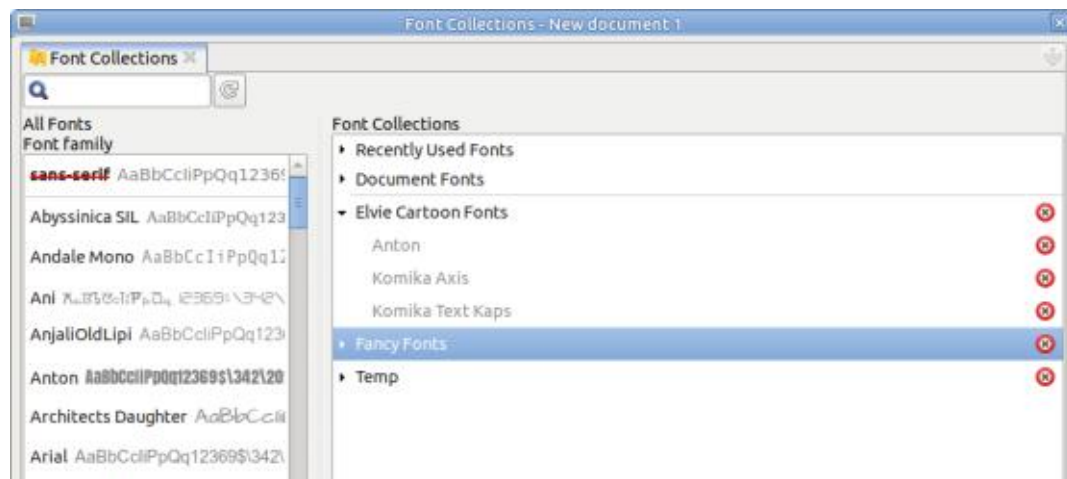 Font Collections - New document 1
Font Collections
All Fonts
Font family
sans-serif AaBbCcIiPpQq12369
Abyssinica SIL AaBbCcIiPpQq123
Andale Mono AaBbCcIiPpQq12
Ani
AnjaliOldLipi AaBbCcIiPpQq123
Anton AaBbCcIiPpQq12369$\342\20
Architects Daughter AaBbCcIi
Arial AaBbCcIiPpQq12369$\342\
Font Collections
Recently Used Fonts
Document Fonts
Elvie Cartoon Fonts
Anton
Komika Axis
Komika Text Kaps
Fancy Fonts
Temp